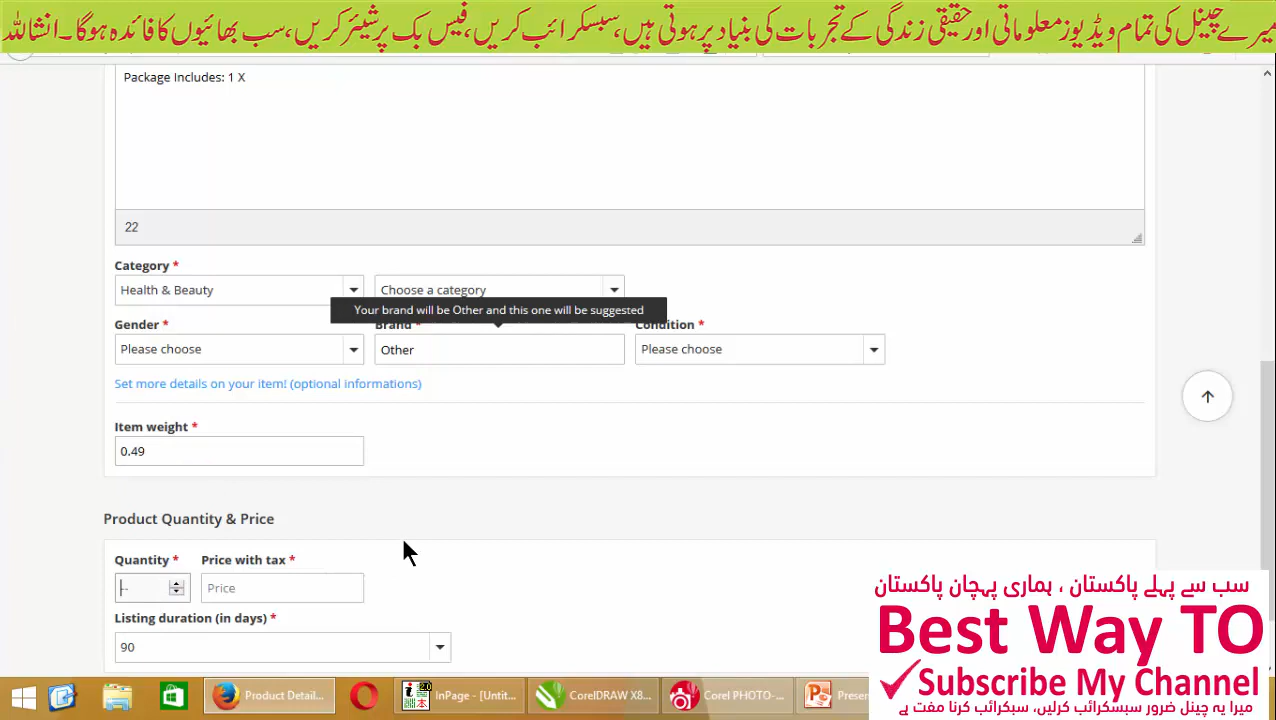 میرے چینل کی تمام ویڈیوز معلوماتی اور حقیقی زندگی کے تجربات کی بنیاد پر ہوتی ہیں، سبسکرائب کریں، فیس بک پر شیئر کریں، سب بھائیوں کا فائدہ ہوگا۔ انشاللہ
Package Includes: 1 X
22
Category *
Health & Beauty
Choose a category
Your brand will be Other and this one will be suggested
Gender *
Brand *
Condition *
Please choose
Other
Please choose
Set more details on your item! (optional informations)
Item weight *
0.49
Product Quantity & Price
Quantity *
Price with tax *
--
Price
Listing duration (in days) *
90
سب سے پہلے پاکستان ، ہماری پہچان پاکستان
Best Way TO
Subscribe My Channel
میرا یہ چینل ضرور سبسکرائب کرلیں، سبکرائب کرنا مفت ہے
Product Detail...
InPage - [Untit...
CorelDRAW X8...
Corel PHOTO-...
Presen